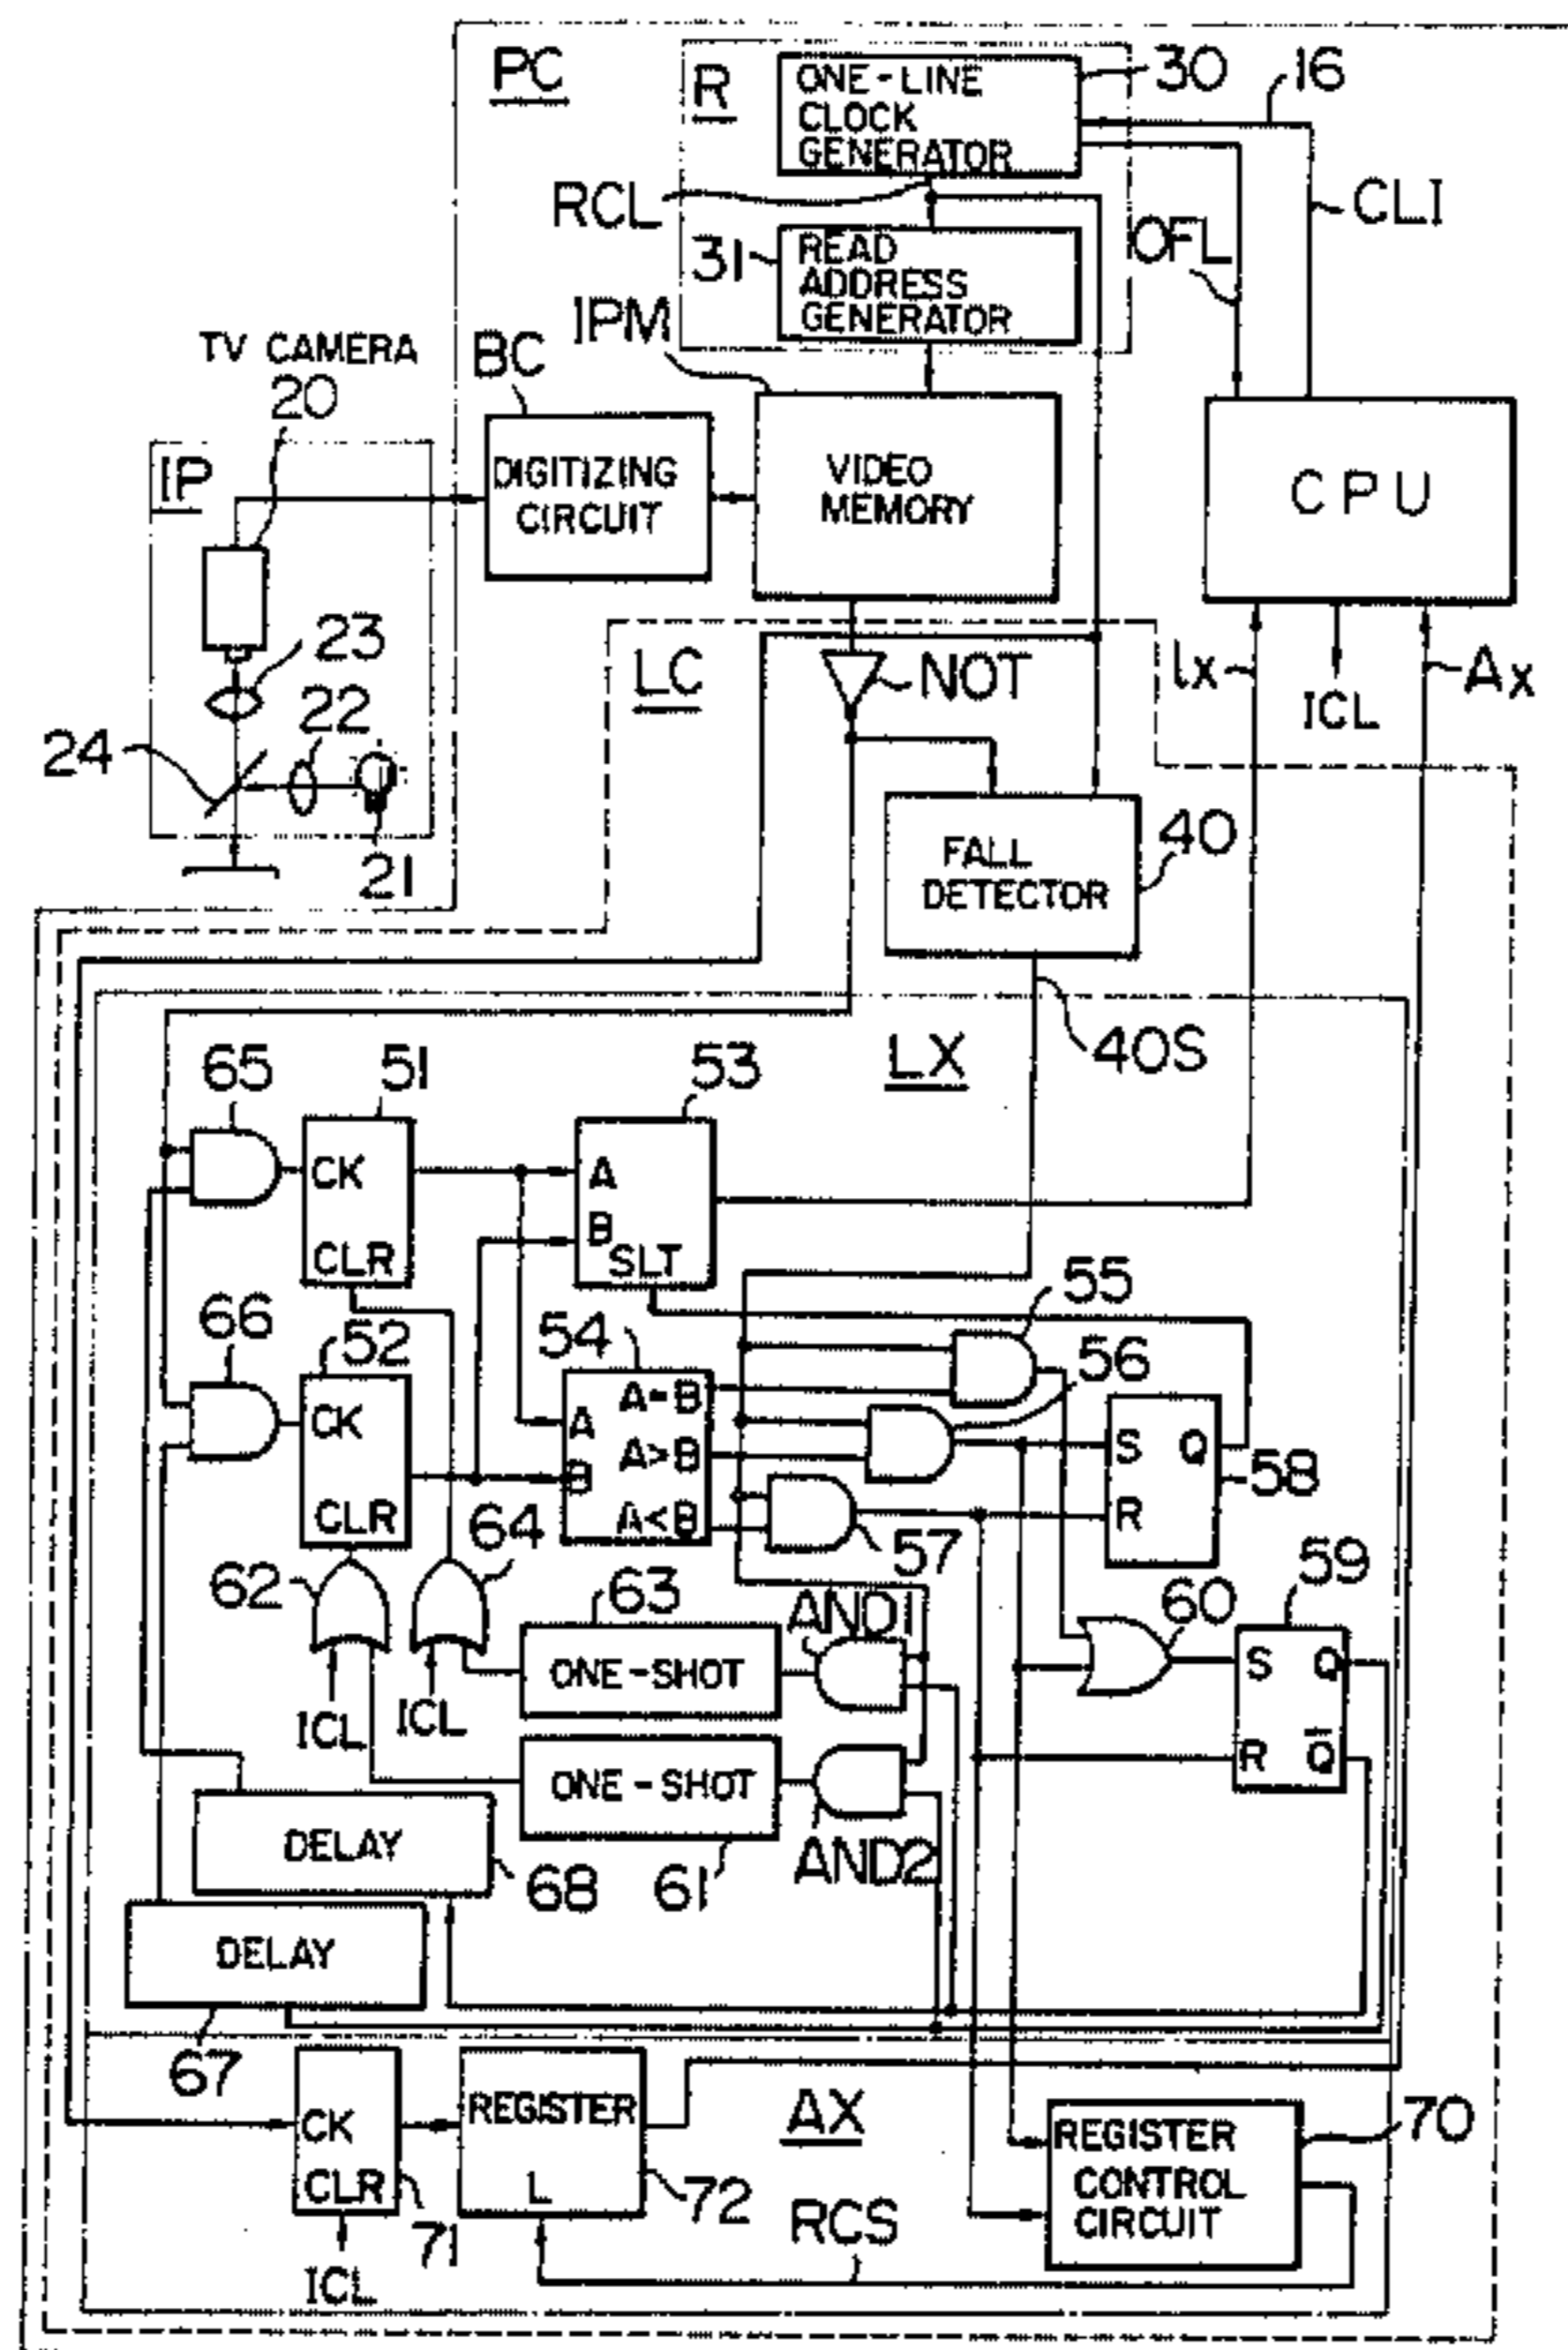 PC
R
ONE-LINE
CLOCK
GENERATOR
30
16
RCL
CLI
OFL
31
READ
ADDRESS
GENERATOR
IPM
TV CAMERA
20
BC
IP
DIGITIZING
CIRCUIT
VIDEO
MEMORY
CPU
23
22
24
21
LC
NOT
lx
ICL
Ax
FALL
DETECTOR
40
40S
LX
65
51
53
CK
CLR
A
B
SLT
55
66
52
54
56
CK
CLR
A
B
A=B
A>B
A<B
S
Q
R
58
57
62
64
63
59
60
AND1
ONE-SHOT
S
Q
R
Q̅
ICL
ICL
ONE-SHOT
61
AND2
DELAY
68
DELAY
67
CK
CLR
71
ICL
REGISTER
L
72
AX
RCS
REGISTER
CONTROL
CIRCUIT
70